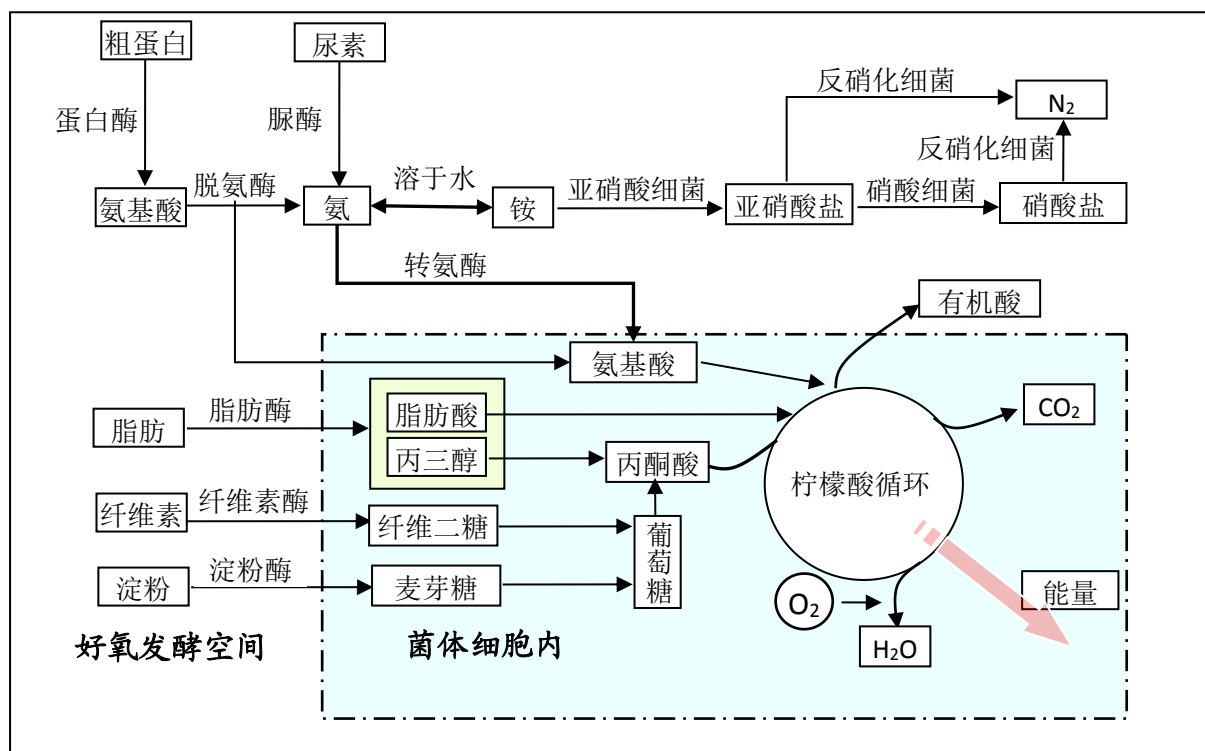 粗蛋白
尿素
反硝化细菌
N₂
蛋白酶
脲酶
反硝化细菌
脱氨酶
溶于水
亚硝酸细菌
硝酸细菌
氨基酸
氨
铵
亚硝酸盐
硝酸盐
转氨酶
有机酸
氨基酸
脂肪酶
脂肪酸
CO₂
脂肪
丙三醇
丙酮酸
柠檬酸循环
纤维素酶
纤维素
纤维二糖
葡萄糖
淀粉酶
淀粉
麦芽糖
O₂
能量
好氧发酵空间
菌体细胞内
H₂O